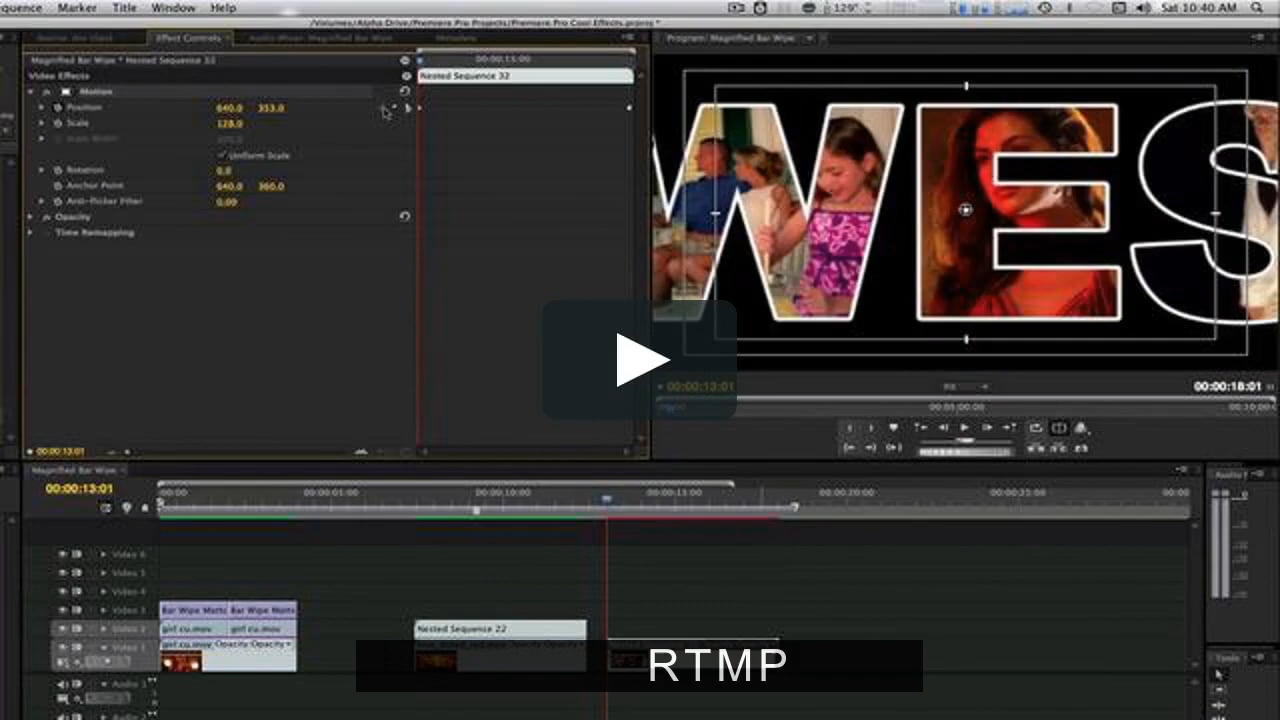 quence Marker Title Window Help
129° Sat 10:40 AM
/Volumes/Alpha Drive/Premiere Pro Projects/Premiere Pro Cool Effects.prproj *
Effect Controls
Metadata
Program: Magnified Bar Wipe
Magnified Bar Wipe * Nested Sequence 32
00:00:15:00
Video Effects
Nested Sequence 32
Motion
Position 640.0 353.0
Scale 128.0
Uniform Scale
Rotation 0.0
Anchor Point 640.0 360.0
Anti-flicker Filter 0.00
Opacity
Time Remapping
WES
00:00:13:01
00:00:18:01
00:05:00:00
00:00:13:01
Magnified Bar Wipe
00:00:13:01
00:00
00:00:10:00
00:00:15:00
00:00:20:00
00:00:25:00
00:00
Video 6
Video 5
Video 4
Video 3
Bar Wipe Matte Bar Wipe Matte
Video 2
girl cu.mov girl cu.mov
Nested Sequence 22
Video 1
girl cu.mov Opacity:Opacity
RTMP
Audio 1
Audio 2
Tools